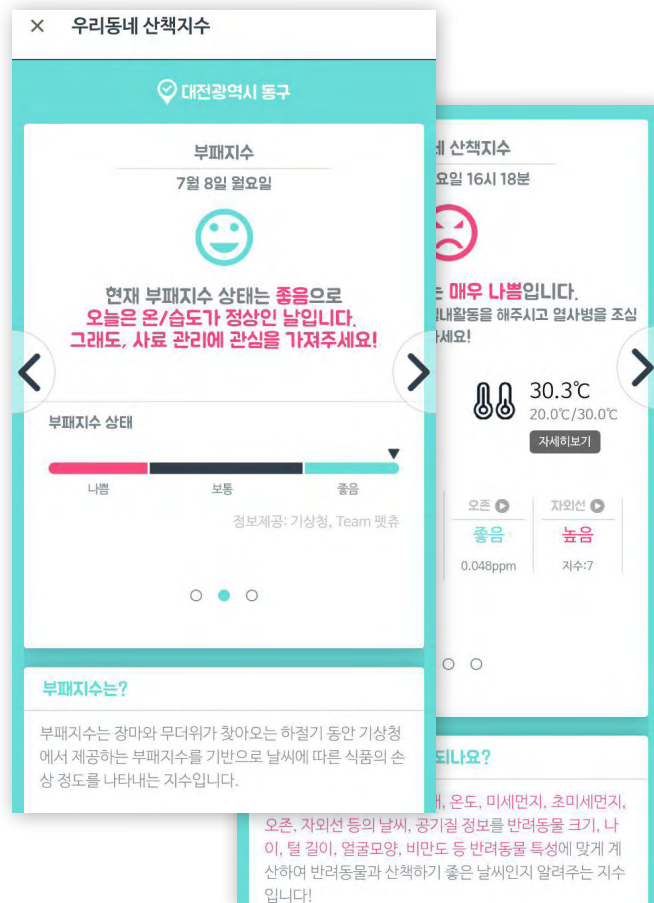 × 우리동네 산책지수
대전광역시 동구
부패지수
7월 8일 월요일
현재 부패지수 상태는 좋음으로
오늘은 온/습도가 정상인 날입니다.
그래도, 사료 관리에 관심을 가져주세요!
부패지수 상태
나쁨 보통 좋음
정보제공: 기상청, Team 펫츄
부패지수는?
부패지수는 장마와 무더위가 찾아오는 하절기 동안 기상청
에서 제공하는 부패지수를 기반으로 날씨에 따른 식품의 손
상 정도를 나타내는 지수입니다.
산책지수
요일 16시 18분
매우 나쁨입니다.
내활동을 해주시고 열사병을 조심
세요!
30.3℃
20.0℃/30.0℃
자세히보기
오존 자외선
좋음 높음
0.048ppm 지수:7
되나요?
, 온도, 미세먼지, 초미세먼지,
오존, 자외선 등의 날씨, 공기질 정보를 반려동물 크기, 나
이, 털 길이, 얼굴모양, 비만도 등 반려동물 특성에 맞게 계
산하여 반려동물과 산책하기 좋은 날씨인지 알려주는 지수
입니다!